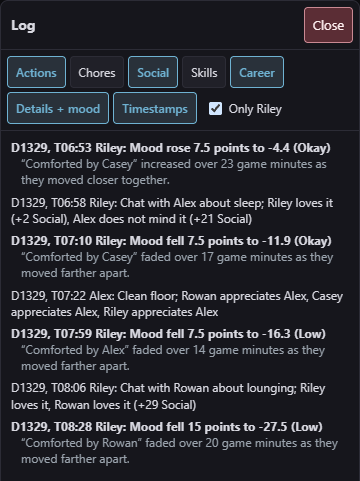 Log
Close
Actions
Chores
Social
Skills
Career
Details + mood
Timestamps
Only Riley
D1329, T06:53 Riley: Mood rose 7.5 points to -4.4 (Okay)
“Comforted by Casey” increased over 23 game minutes as
they moved closer together.
D1329, T06:58 Riley: Chat with Alex about sleep; Riley loves it
(+2 Social), Alex does not mind it (+21 Social)
D1329, T07:10 Riley: Mood fell 7.5 points to -11.9 (Okay)
“Comforted by Casey” faded over 17 game minutes as
they moved farther apart.
D1329, T07:22 Alex: Clean floor; Rowan appreciates Alex, Casey
appreciates Alex, Riley appreciates Alex
D1329, T07:59 Riley: Mood fell 7.5 points to -16.3 (Low)
“Comforted by Alex” faded over 14 game minutes as they
moved farther apart.
D1329, T08:06 Riley: Chat with Rowan about lounging; Riley
loves it, Rowan loves it (+29 Social)
D1329, T08:28 Riley: Mood fell 15 points to -27.5 (Low)
“Comforted by Rowan” faded over 20 game minutes as
they moved farther apart.